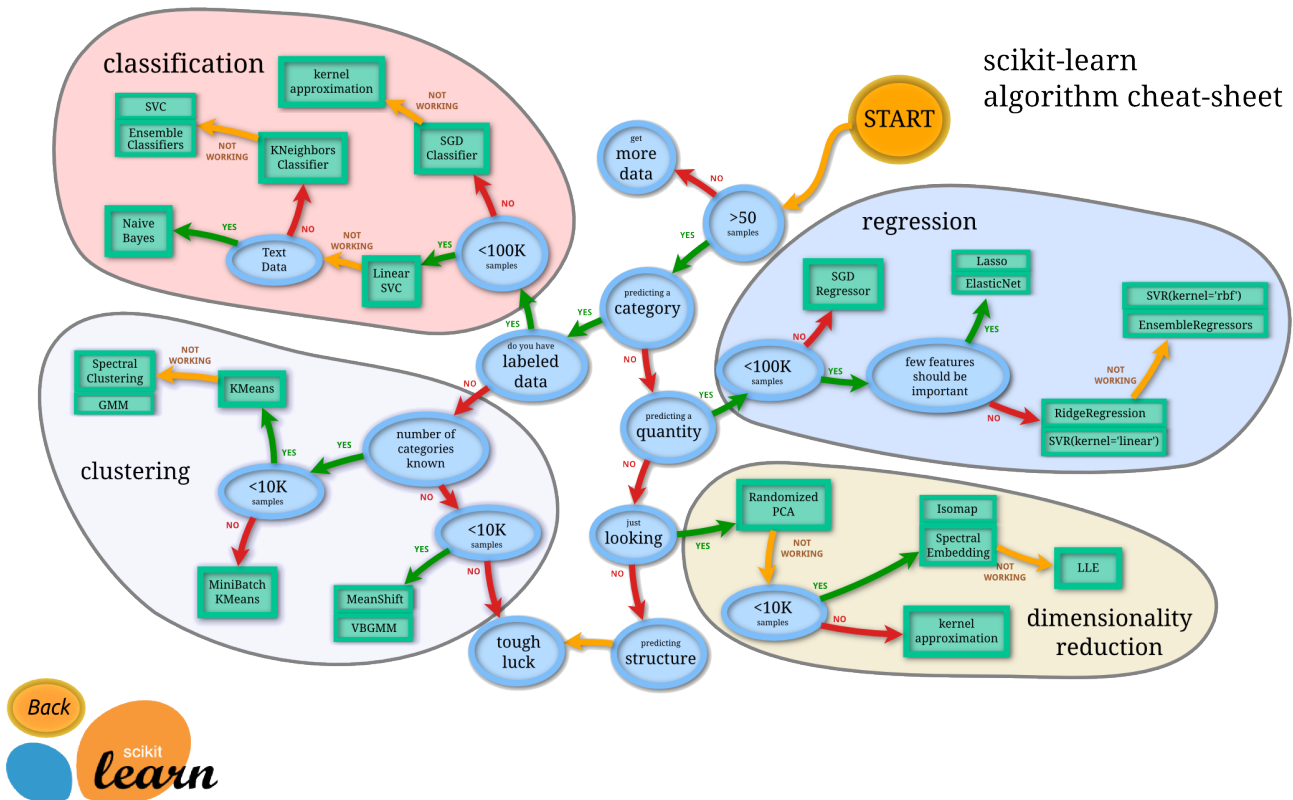 scikit-learn
algorithm cheat-sheet
START
get
more
data
NO
>50
samples
YES
predicting a
category
YES
NO
do you have
labeled
data
YES
NO
predicting a
quantity
YES
NO
just
looking
YES
NO
predicting
structure
tough
luck
classification
kernel
approximation
NOT
WORKING
SGD
Classifier
NO
<100K
samples
YES
Linear
SVC
NOT
WORKING
Text
Data
YES
Naive
Bayes
NO
KNeighbors
Classifier
NOT
WORKING
SVC
Ensemble
Classifiers
regression
<100K
samples
NO
SGD
Regressor
YES
few features
should be
important
YES
Lasso
ElasticNet
NO
RidgeRegression
SVR(kernel='linear')
NOT
WORKING
SVR(kernel='rbf')
EnsembleRegressors
clustering
number of
categories
known
YES
<10K
samples
YES
KMeans
NOT
WORKING
Spectral
Clustering
GMM
NO
MiniBatch
KMeans
NO
<10K
samples
YES
MeanShift
VBGMM
NO
dimensionality
reduction
Randomized
PCA
NOT
WORKING
<10K
samples
YES
Isomap
Spectral
Embedding
NOT
WORKING
LLE
NO
kernel
approximation
Back
scikit
learn